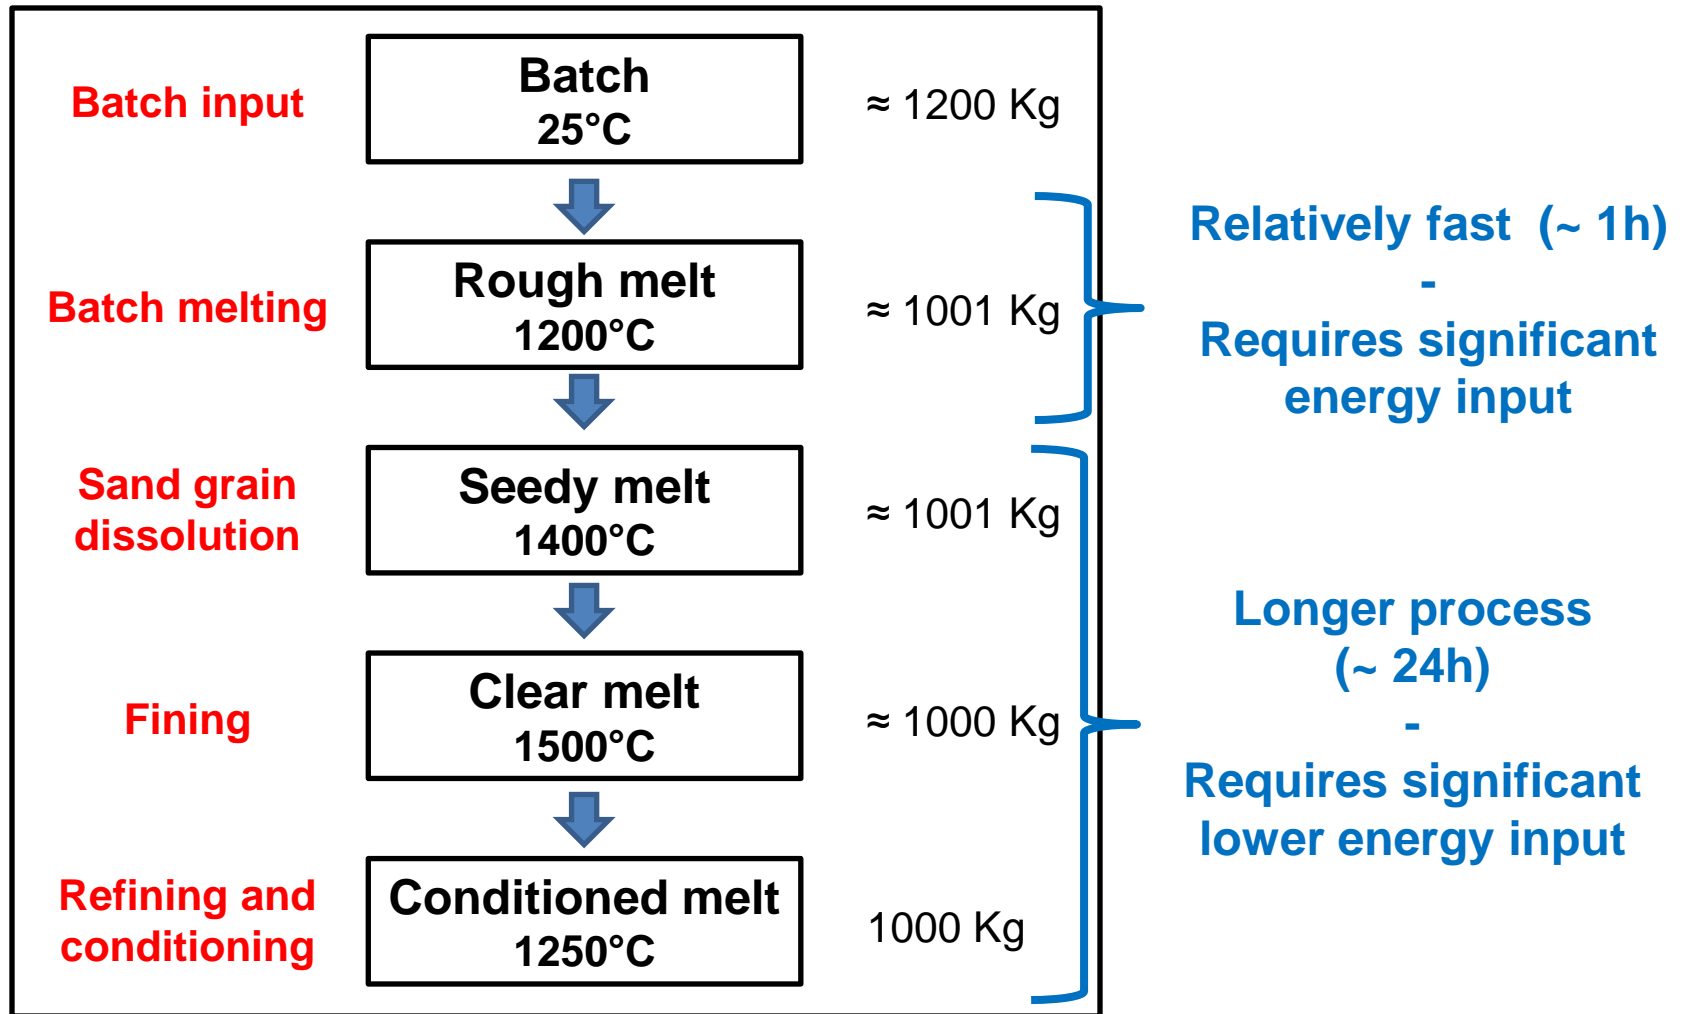 Batch input
Batch
25°C
≈ 1200 Kg
Relatively fast (~ 1h)
-
Requires significant
energy input
Batch melting
Rough melt
1200°C
≈ 1001 Kg
Sand grain
dissolution
Seedy melt
1400°C
≈ 1001 Kg
Longer process
(~ 24h)
-
Requires significant
lower energy input
Fining
Clear melt
1500°C
≈ 1000 Kg
Refining and
conditioning
Conditioned melt
1250°C
1000 Kg